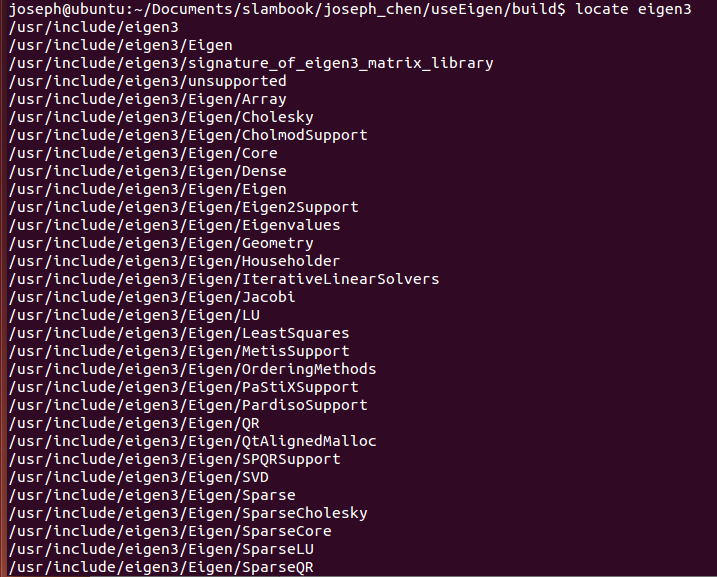 joseph@ubuntu:~/Documents/slambook/joseph_chen/useEigen/build$ locate eigen3
/usr/include/eigen3
/usr/include/eigen3/Eigen
/usr/include/eigen3/signature_of_eigen3_matrix_library
/usr/include/eigen3/unsupported
/usr/include/eigen3/Eigen/Array
/usr/include/eigen3/Eigen/Cholesky
/usr/include/eigen3/Eigen/CholmodSupport
/usr/include/eigen3/Eigen/Core
/usr/include/eigen3/Eigen/Dense
/usr/include/eigen3/Eigen/Eigen
/usr/include/eigen3/Eigen/Eigen2Support
/usr/include/eigen3/Eigen/Eigenvalues
/usr/include/eigen3/Eigen/Geometry
/usr/include/eigen3/Eigen/Householder
/usr/include/eigen3/Eigen/IterativeLinearSolvers
/usr/include/eigen3/Eigen/Jacobi
/usr/include/eigen3/Eigen/LU
/usr/include/eigen3/Eigen/LeastSquares
/usr/include/eigen3/Eigen/MetisSupport
/usr/include/eigen3/Eigen/OrderingMethods
/usr/include/eigen3/Eigen/PaStiXSupport
/usr/include/eigen3/Eigen/PardisoSupport
/usr/include/eigen3/Eigen/QR
/usr/include/eigen3/Eigen/QtAlignedMalloc
/usr/include/eigen3/Eigen/SPQRSupport
/usr/include/eigen3/Eigen/SVD
/usr/include/eigen3/Eigen/Sparse
/usr/include/eigen3/Eigen/SparseCholesky
/usr/include/eigen3/Eigen/SparseCore
/usr/include/eigen3/Eigen/SparseLU
/usr/include/eigen3/Eigen/SparseQR